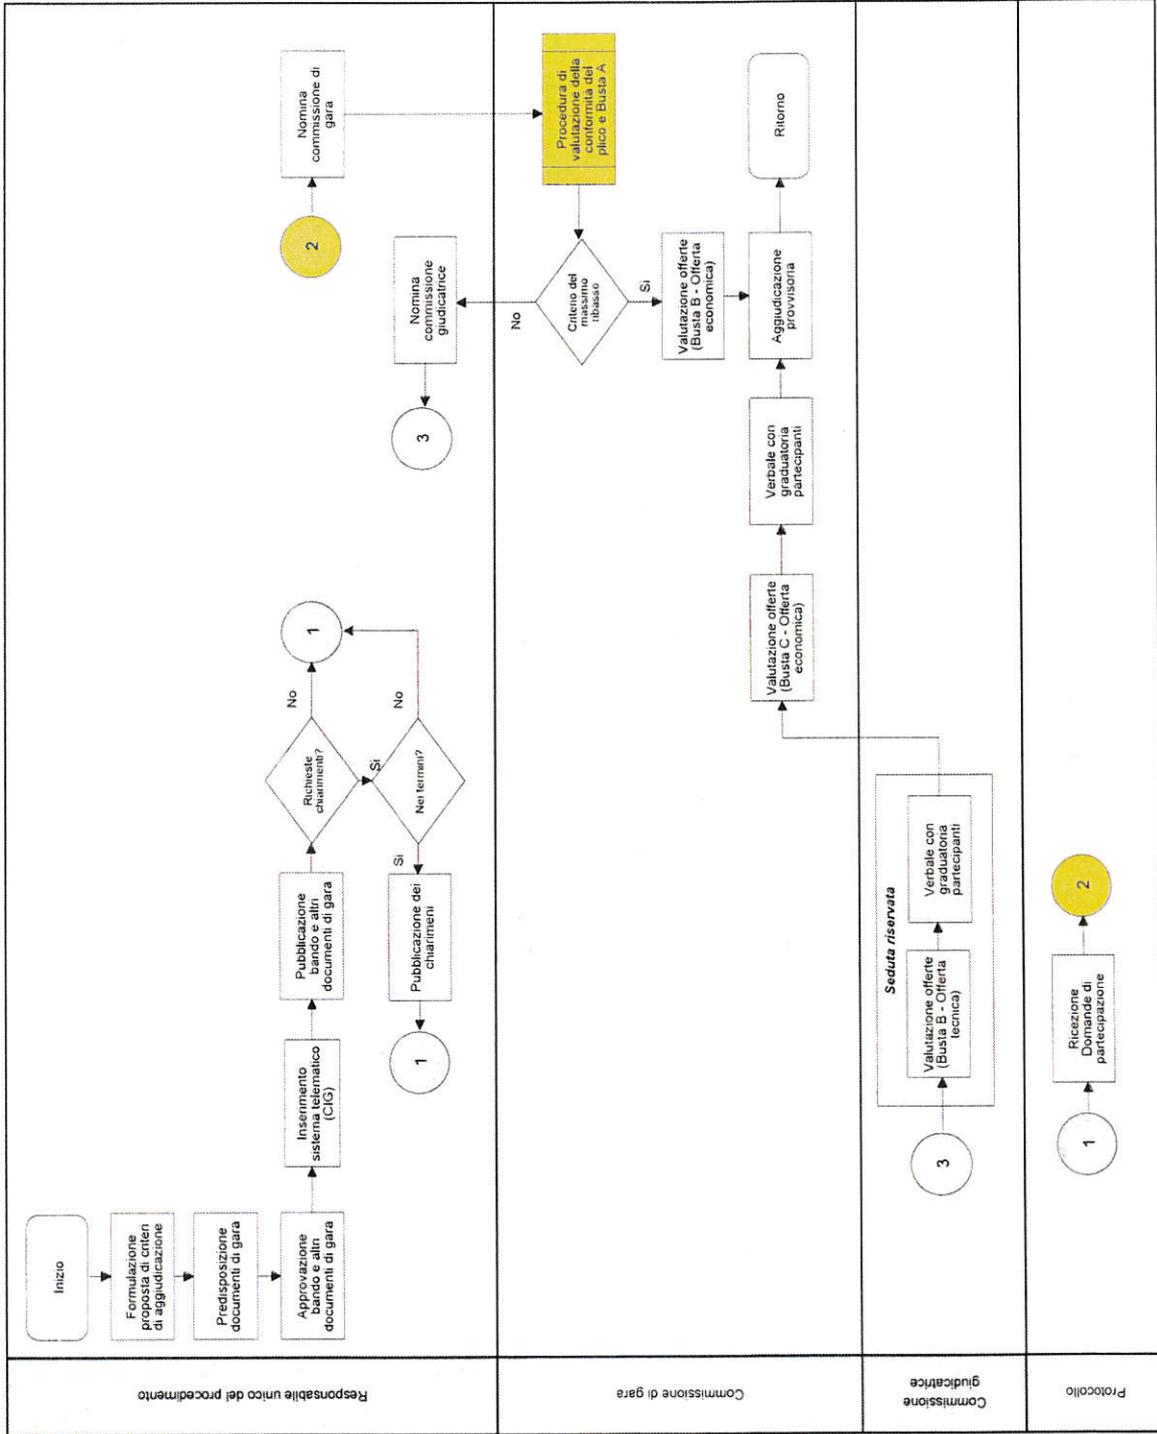 Responsabile unico del procedimento
Inizio
Formulazione
proposta di criteri
di aggiudicazione
Predisposizione
documenti di gara
Approvazione
bando e altri
documenti di gara
Inserimento
sistema telematico
(CIG)
Pubblicazione
bando e altri
documenti di gara
Richieste
chiarimenti?
No
1
Si
Nei termini?
No
Si
Pubblicazione dei
chiarimeni
1
2
Nomina
commissione di
gara
Nomina
commissione
giudicatrice
3
Commissione di gara
Procedura di
valutazione della
conformità del
plico e Busta A
Criterio del
massimo
ribasso
No
Si
Valutazione offerte
(Busta B - Offerta
economica)
Valutazione offerte
(Busta C - Offerta
economica)
Verbale con
graduatoria
partecipanti
Aggiudicazione
provvisoria
Ritorno
Commissione
giudicatrice
Seduta riservata
3
Valutazione offerte
(Busta B - Offerta
tecnica)
Verbale con
graduatoria
partecipanti
Protocollo
1
Ricezione
Domande di
partecipazione
2